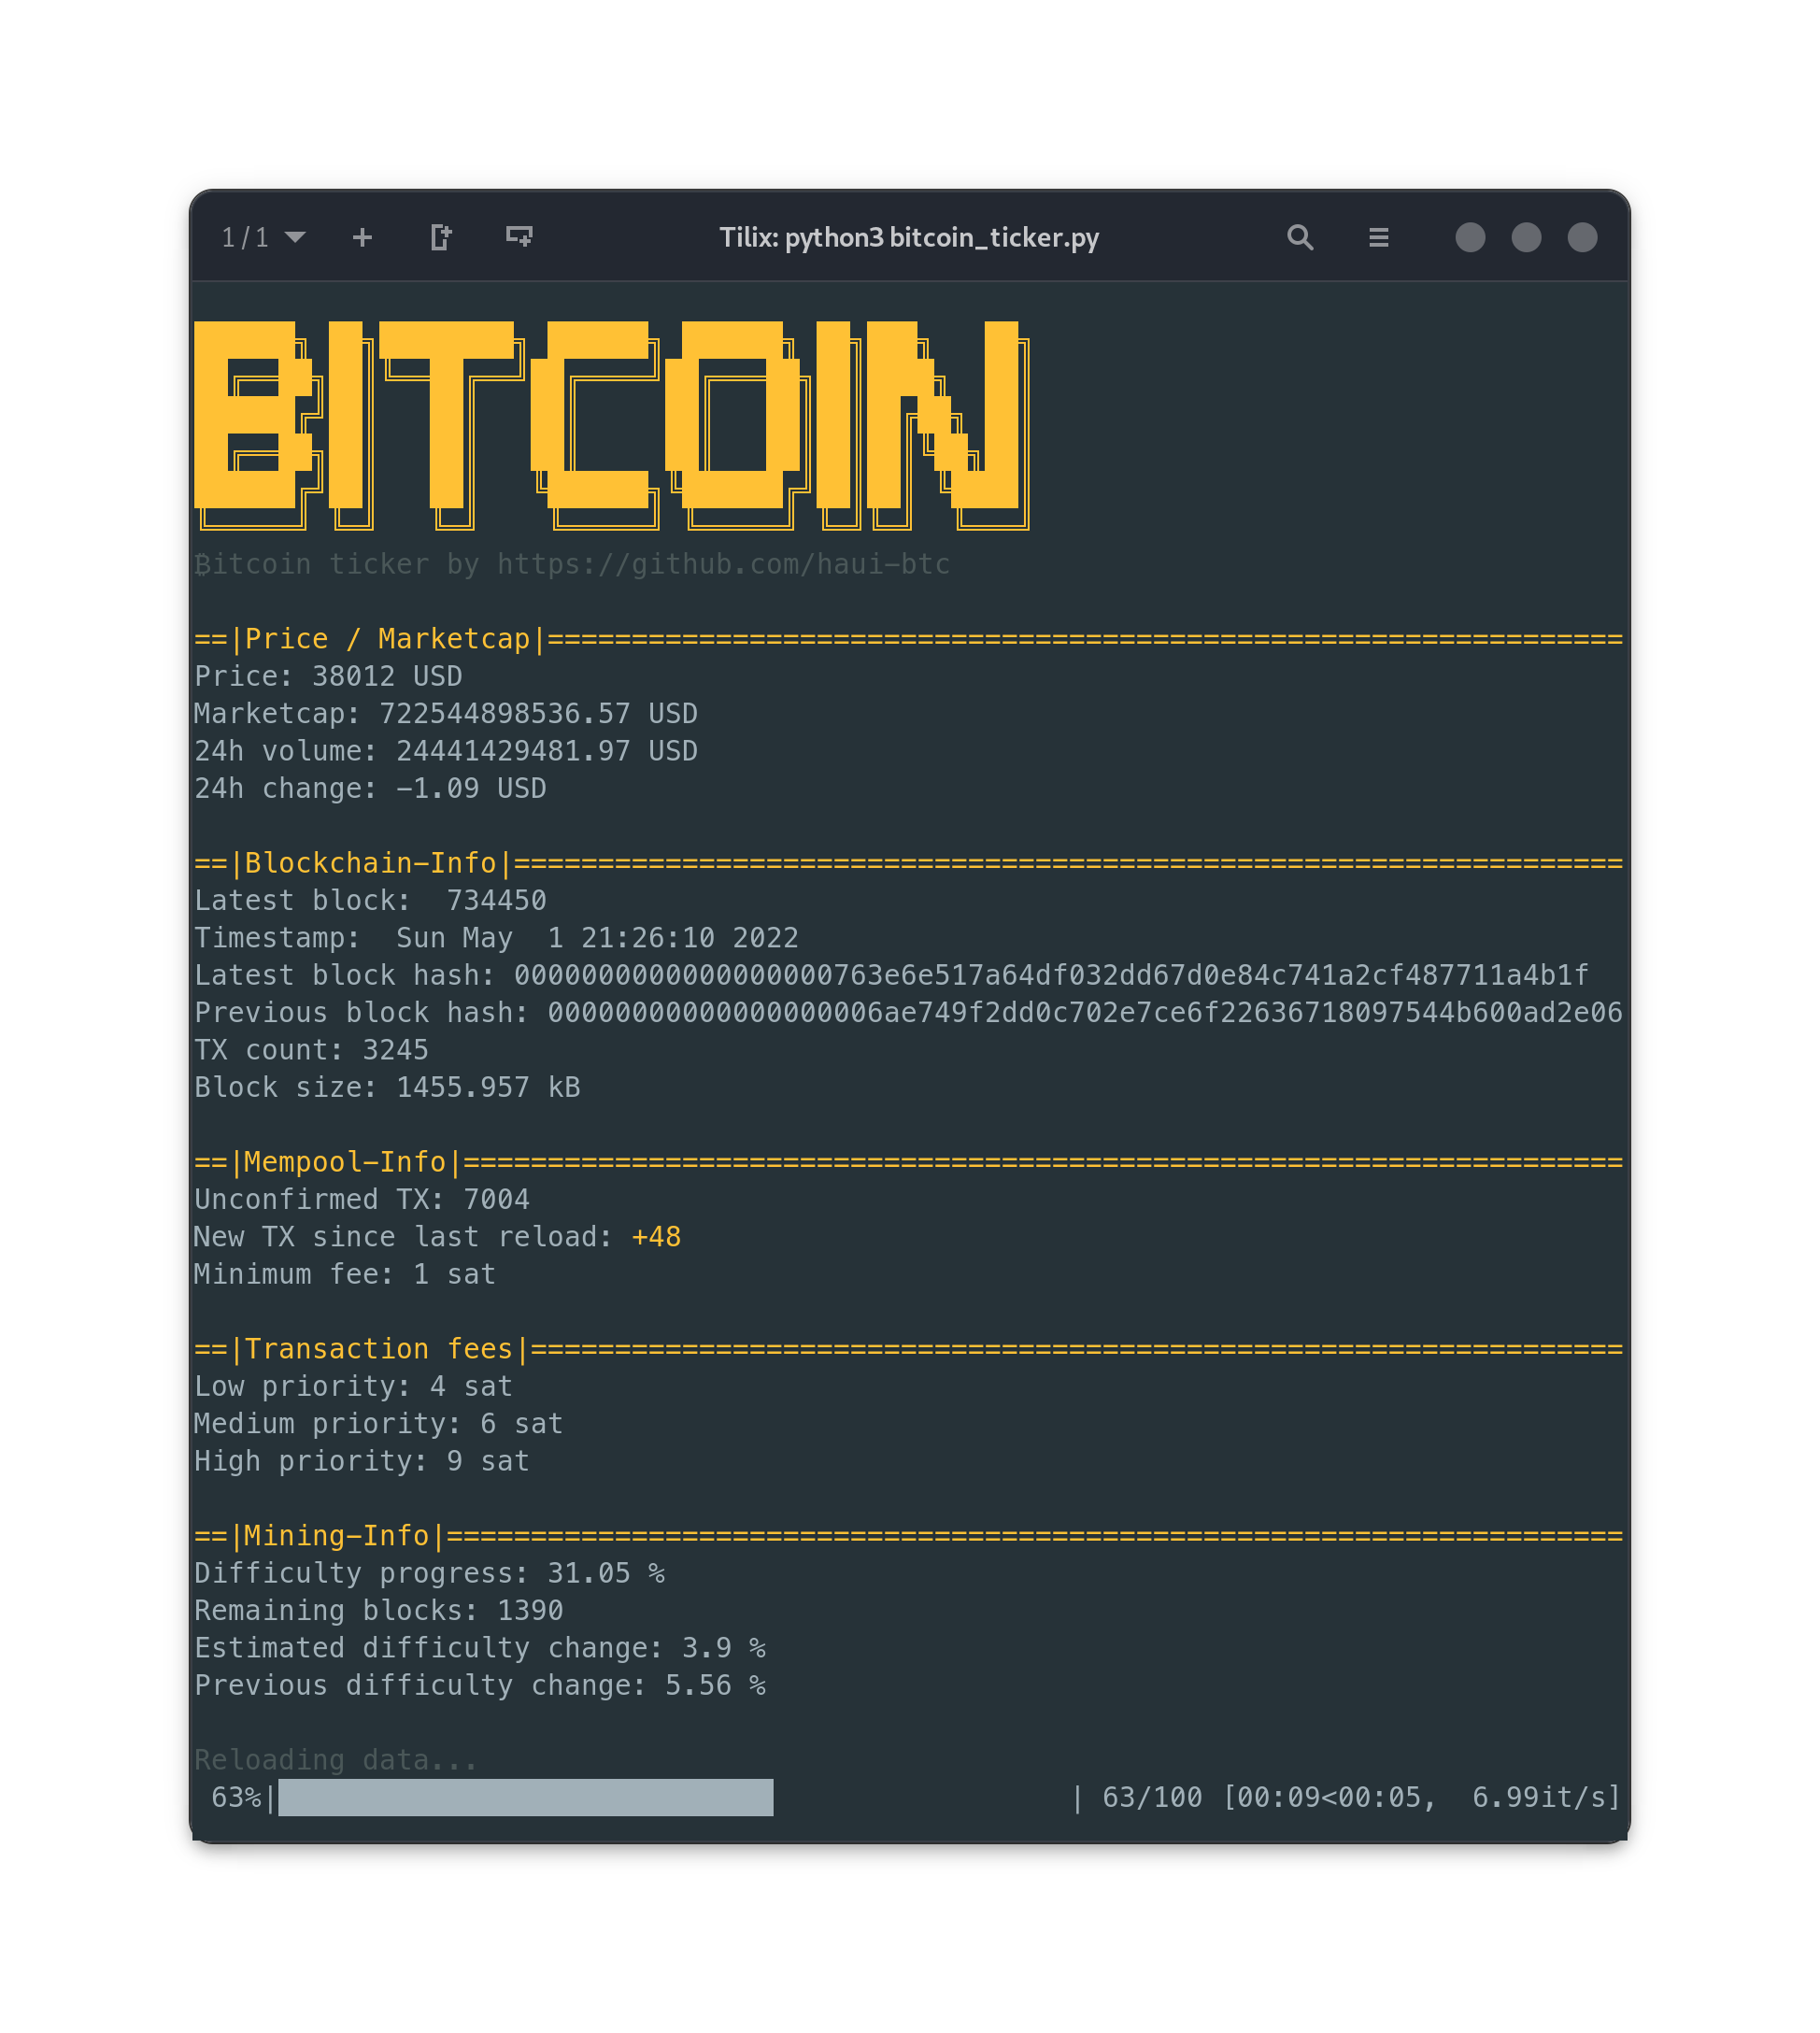 1 / 1
Tilix: python3 bitcoin_ticker.py
BITCOIN
₿itcoin ticker by https://github.com/haui-btc
==|Price / Marketcap|================================================================
Price: 38012 USD
Marketcap: 722544898536.57 USD
24h volume: 24441429481.97 USD
24h change: -1.09 USD
==|Blockchain-Info|==================================================================
Latest block:  734450
Timestamp:  Sun May  1 21:26:10 2022
Latest block hash: 0000000000000000000763e6e517a64df032dd67d0e84c741a2cf487711a4b1f
Previous block hash: 00000000000000000006ae749f2dd0c702e7ce6f22636718097544b600ad2e06
TX count: 3245
Block size: 1455.957 kB
==|Mempool-Info|=====================================================================
Unconfirmed TX: 7004
New TX since last reload: +48
Minimum fee: 1 sat
==|Transaction fees|=================================================================
Low priority: 4 sat
Medium priority: 6 sat
High priority: 9 sat
==|Mining-Info|======================================================================
Difficulty progress: 31.05 %
Remaining blocks: 1390
Estimated difficulty change: 3.9 %
Previous difficulty change: 5.56 %
Reloading data...
63%| | 63/100 [00:09<00:05,  6.99it/s]